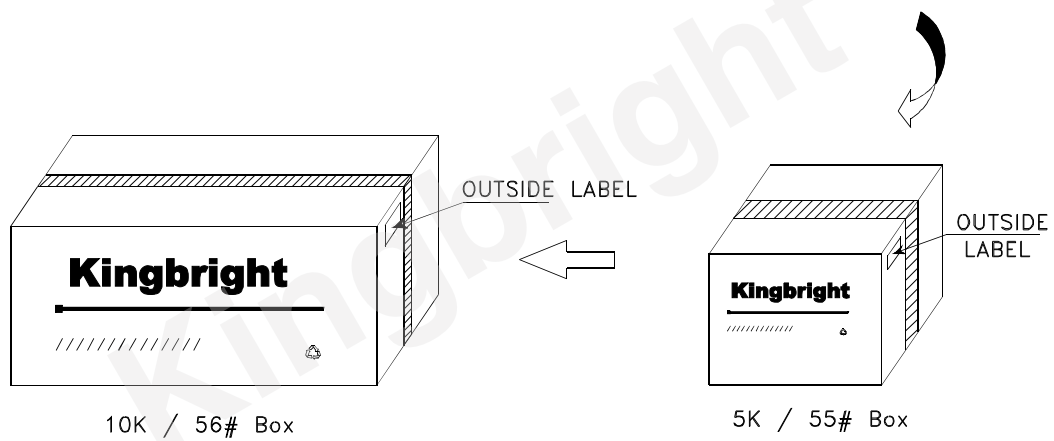 Kingbright
OUTSIDE LABEL
Kingbright
10K / 56# Box
OUTSIDE
LABEL
Kingbright
5K / 55# Box